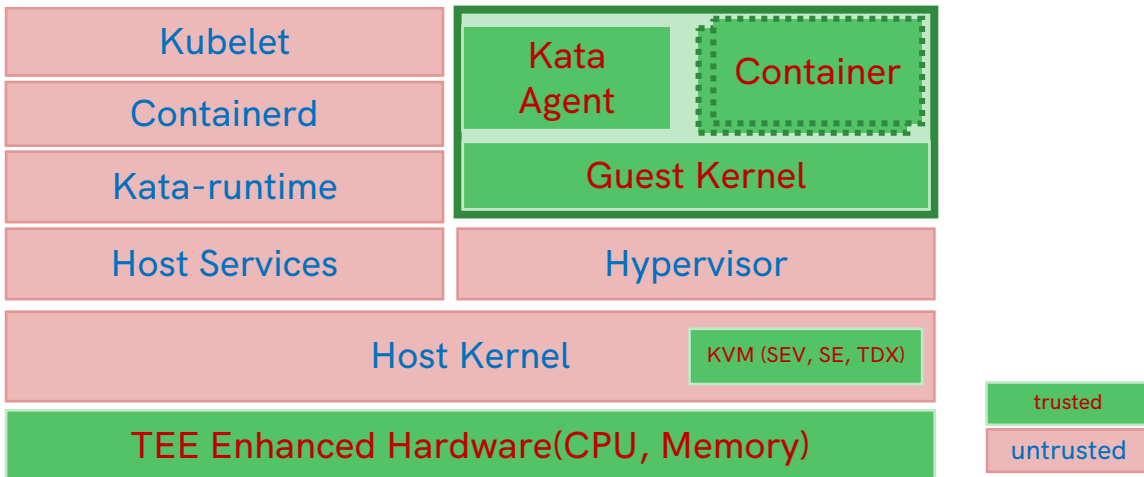 Kubelet
Containerd
Kata-runtime
Host Services
Kata
Agent
Container
Guest Kernel
Hypervisor
Host Kernel
KVM (SEV, SE, TDX)
TEE Enhanced Hardware(CPU, Memory)
trusted
untrusted